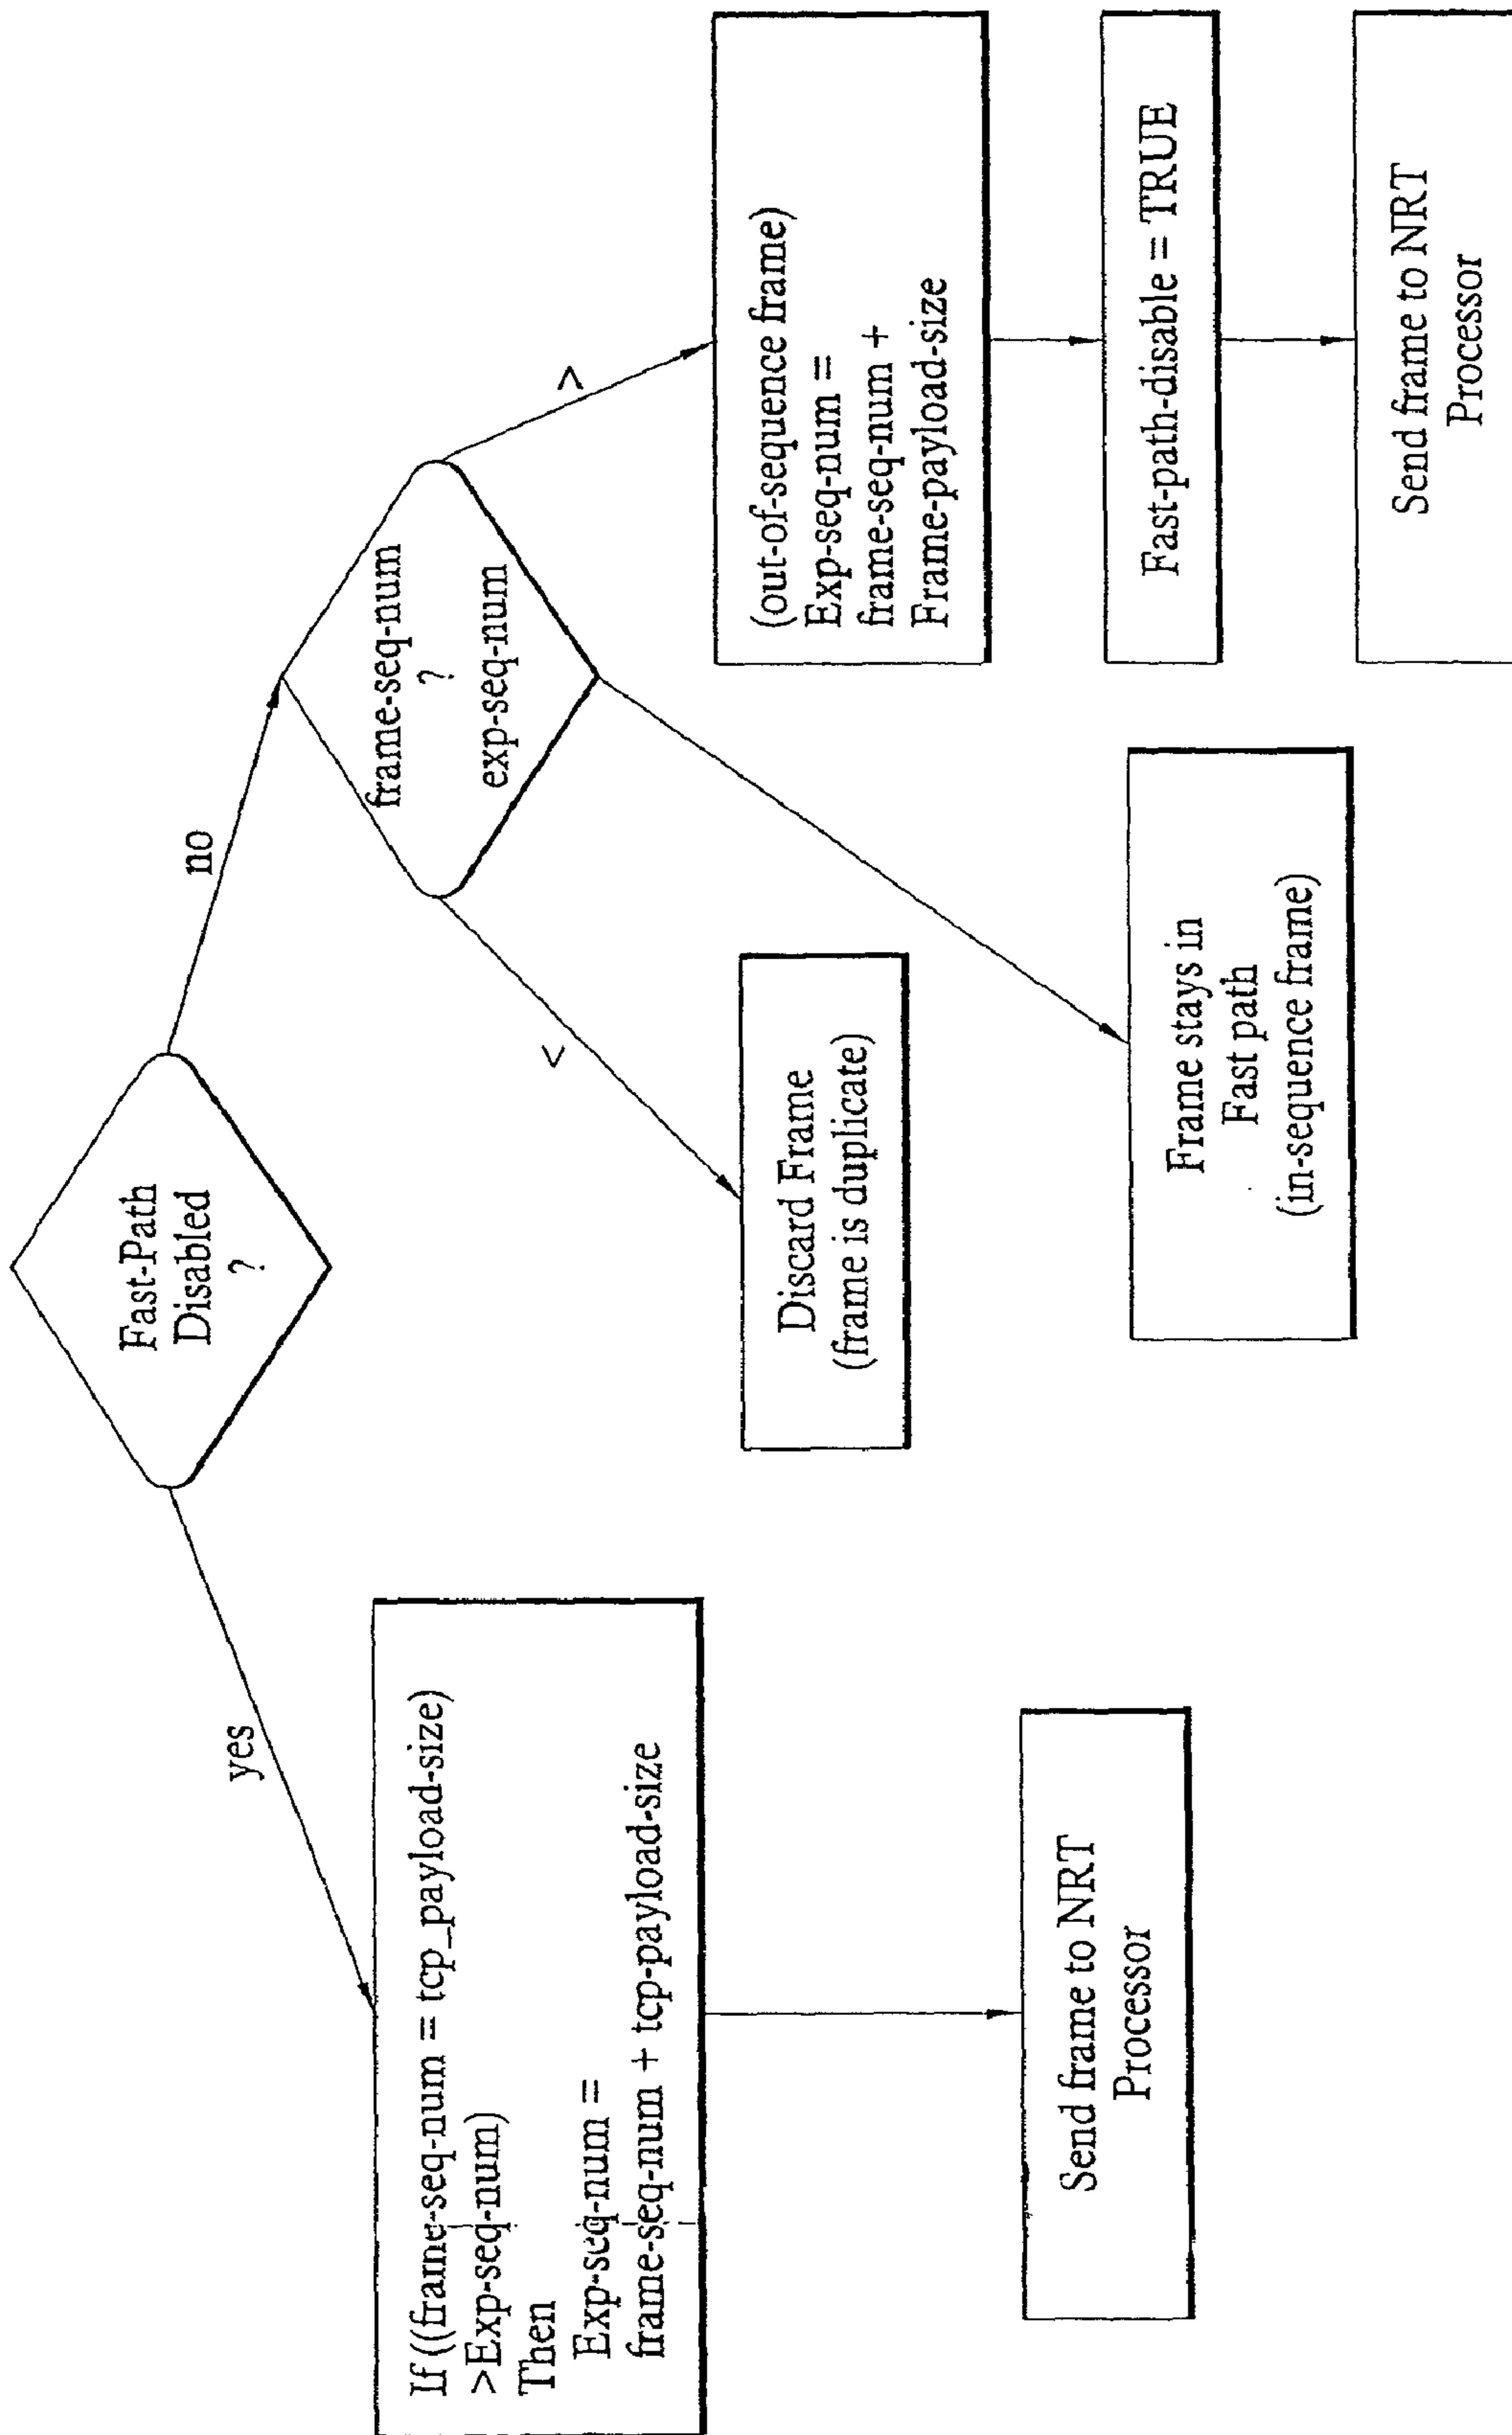 Fast-Path
Disabled
?
yes
no
If ((frame-seq-num = tcp_payload-size)
>Exp-seq-num)
Then
Exp-seq-num =
frame-seq-num + tcp-payload-size
Send frame to NRT
Processor
frame-seq-num
?
exp-seq-num
<
>
Discard Frame
(frame is duplicate)
Frame stays in
Fast path
(in-sequence frame)
(out-of-sequence frame)
Exp-seq-num =
frame-seq-num +
Frame-payload-size
Fast-path-disable = TRUE
Send frame to NRT
Processor